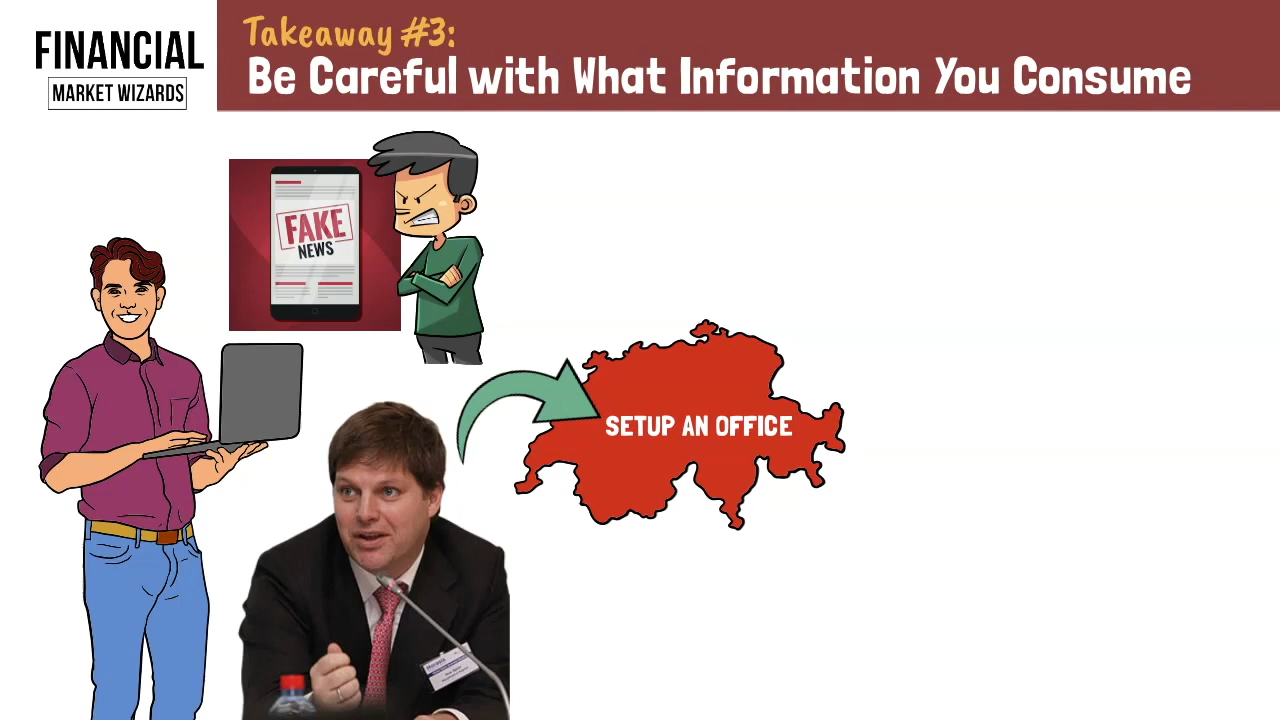 FINANCIAL
MARKET WIZARDS
Takeaway #3:
Be Careful with What Information You Consume
FAKE
NEWS
SETUP AN OFFICE